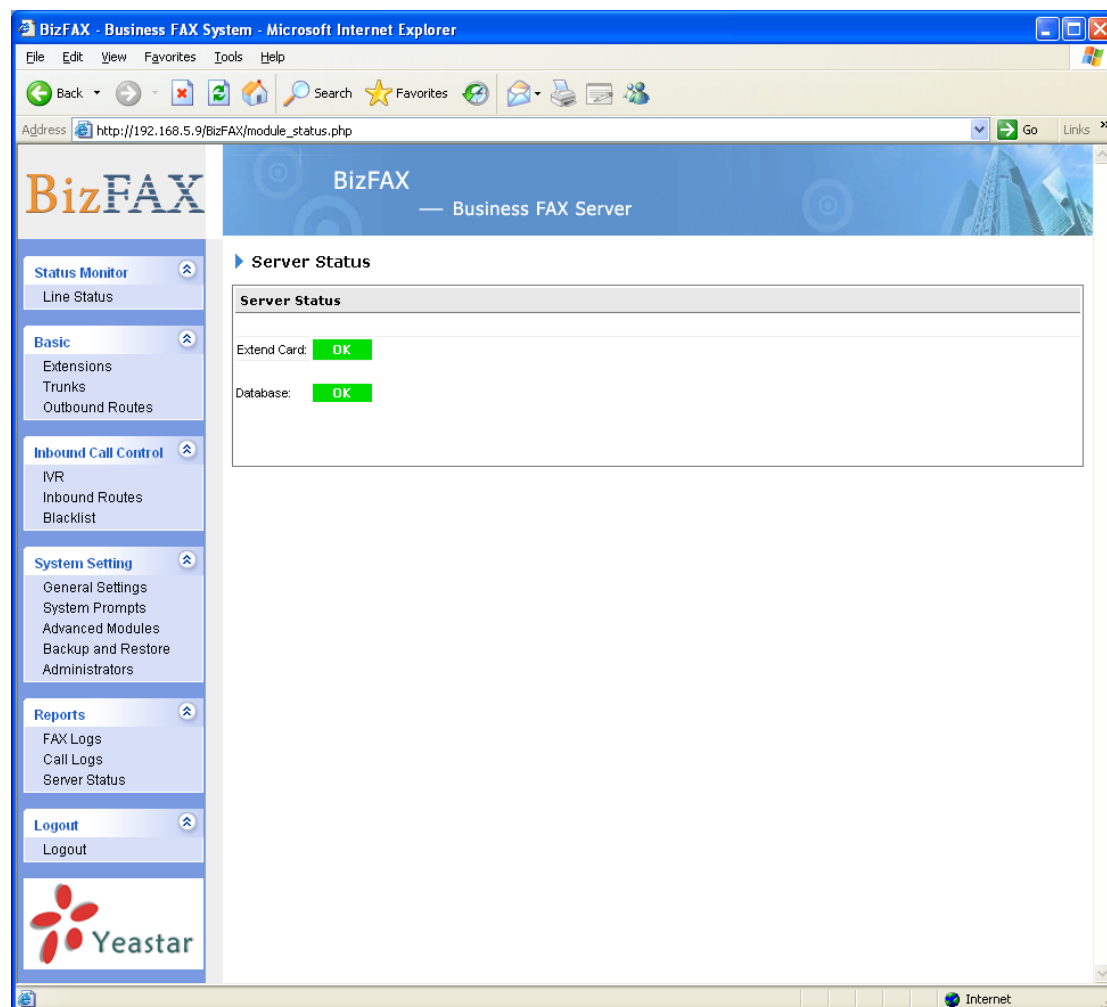 BizFAX - Business FAX System - Microsoft Internet Explorer
File Edit View Favorites Tools Help
Back Search Favorites
Address http://192.168.5.9/BizFAX/module_status.php Go Links »
BizFAX
BizFAX
— Business FAX Server
Status Monitor
Line Status
Basic
Extensions
Trunks
Outbound Routes
Inbound Call Control
IVR
Inbound Routes
Blacklist
System Setting
General Settings
System Prompts
Advanced Modules
Backup and Restore
Administrators
Reports
FAX Logs
Call Logs
Server Status
Logout
Logout
Yeastar
Server Status
Server Status
Extend Card: OK
Database: OK
Internet